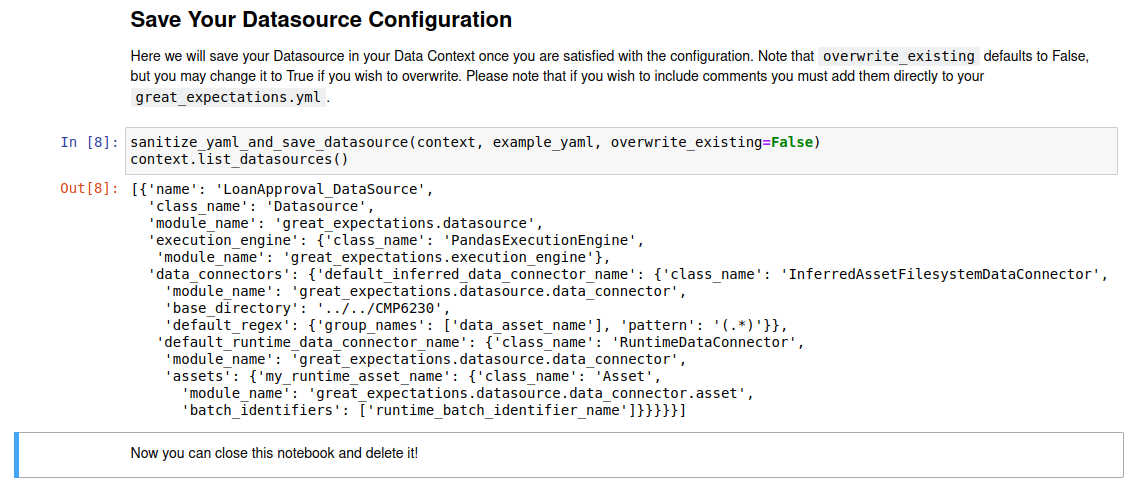 Save Your Datasource Configuration
Here we will save your Datasource in your Data Context once you are satisfied with the configuration. Note that overwrite_existing defaults to False,
but you may change it to True if you wish to overwrite. Please note that if you wish to include comments you must add them directly to your
great_expectations.yml.
In [8]: sanitize_yaml_and_save_datasource(context, example_yaml, overwrite_existing=False)
context.list_datasources()
Out[8]: [{'name': 'LoanApproval_DataSource',
'class_name': 'Datasource',
'module_name': 'great_expectations.datasource',
'execution_engine': {'class_name': 'PandasExecutionEngine',
'module_name': 'great_expectations.execution_engine'},
'data_connectors': {'default_inferred_data_connector_name': {'class_name': 'InferredAssetFilesystemDataConnector',
'module_name': 'great_expectations.datasource.data_connector',
'base_directory': '../../CMP6230',
'default_regex': {'group_names': ['data_asset_name'], 'pattern': '(.*)'}},
'default_runtime_data_connector_name': {'class_name': 'RuntimeDataConnector',
'module_name': 'great_expectations.datasource.data_connector',
'assets': {'my_runtime_asset_name': {'class_name': 'Asset',
'module_name': 'great_expectations.datasource.data_connector.asset',
'batch_identifiers': ['runtime_batch_identifier_name']}}}}}]
Now you can close this notebook and delete it!